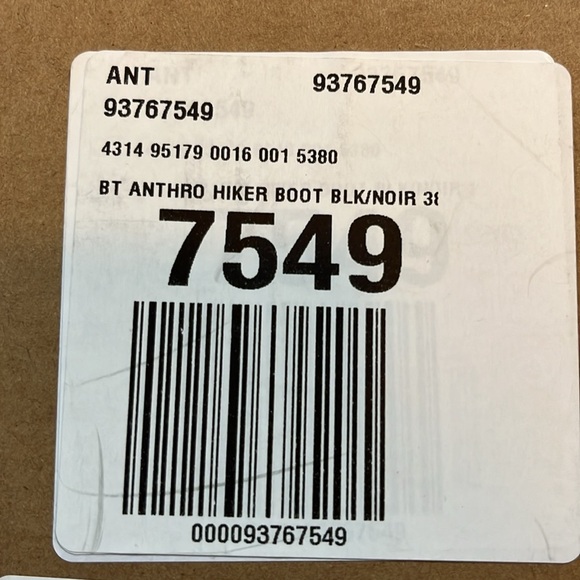 ANT 93767549
93767549
4314 95179 0016 001 5380
BT ANTHRO HIKER BOOT BLK/NOIR 38
7549
000093767549